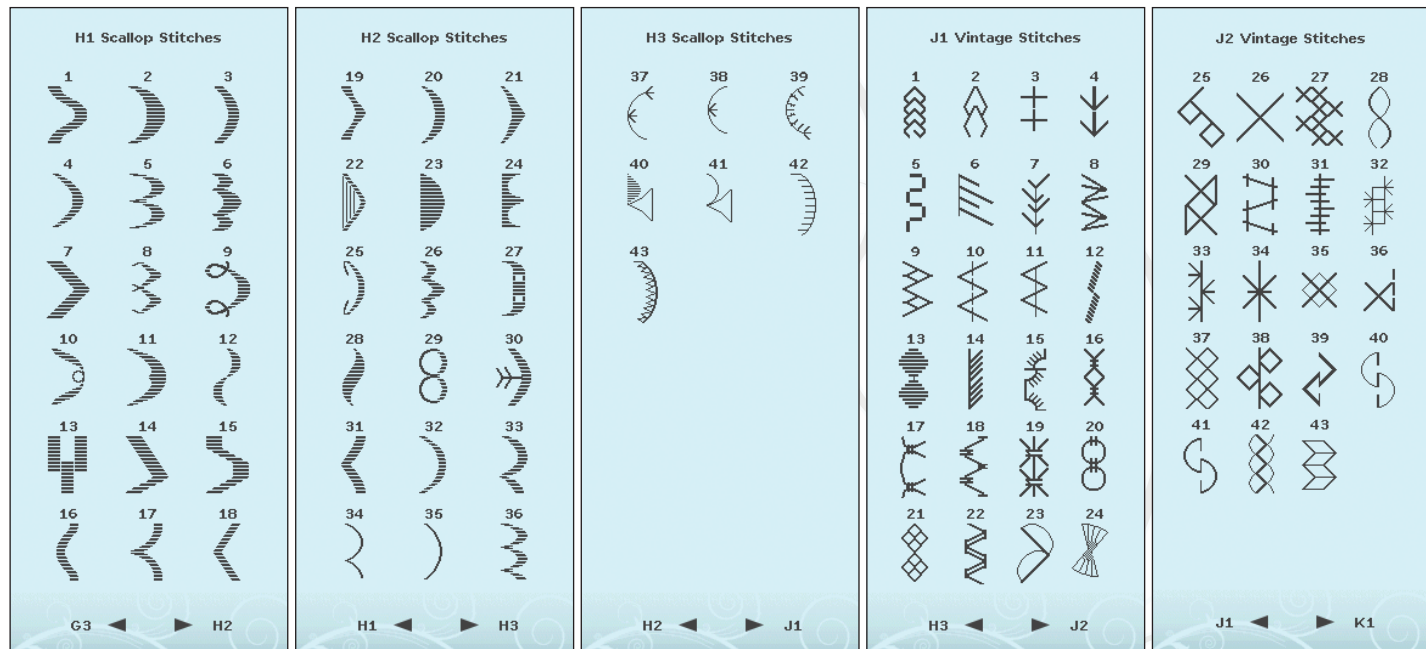 H1 Scallop Stitches
1 2 3
4 5 6
7 8 9
10 11 12
13 14 15
16 17 18
G3 H2
H2 Scallop Stitches
19 20 21
22 23 24
25 26 27
28 29 30
31 32 33
34 35 36
H1 H3
H3 Scallop Stitches
37 38 39
40 41 42
43
H2 J1
J1 Vintage Stitches
1 2 3 4
5 6 7 8
9 10 11 12
13 14 15 16
17 18 19 20
21 22 23 24
H3 J2
J2 Vintage Stitches
25 26 27 28
29 30 31 32
33 34 35 36
37 38 39 40
41 42 43
J1 K1